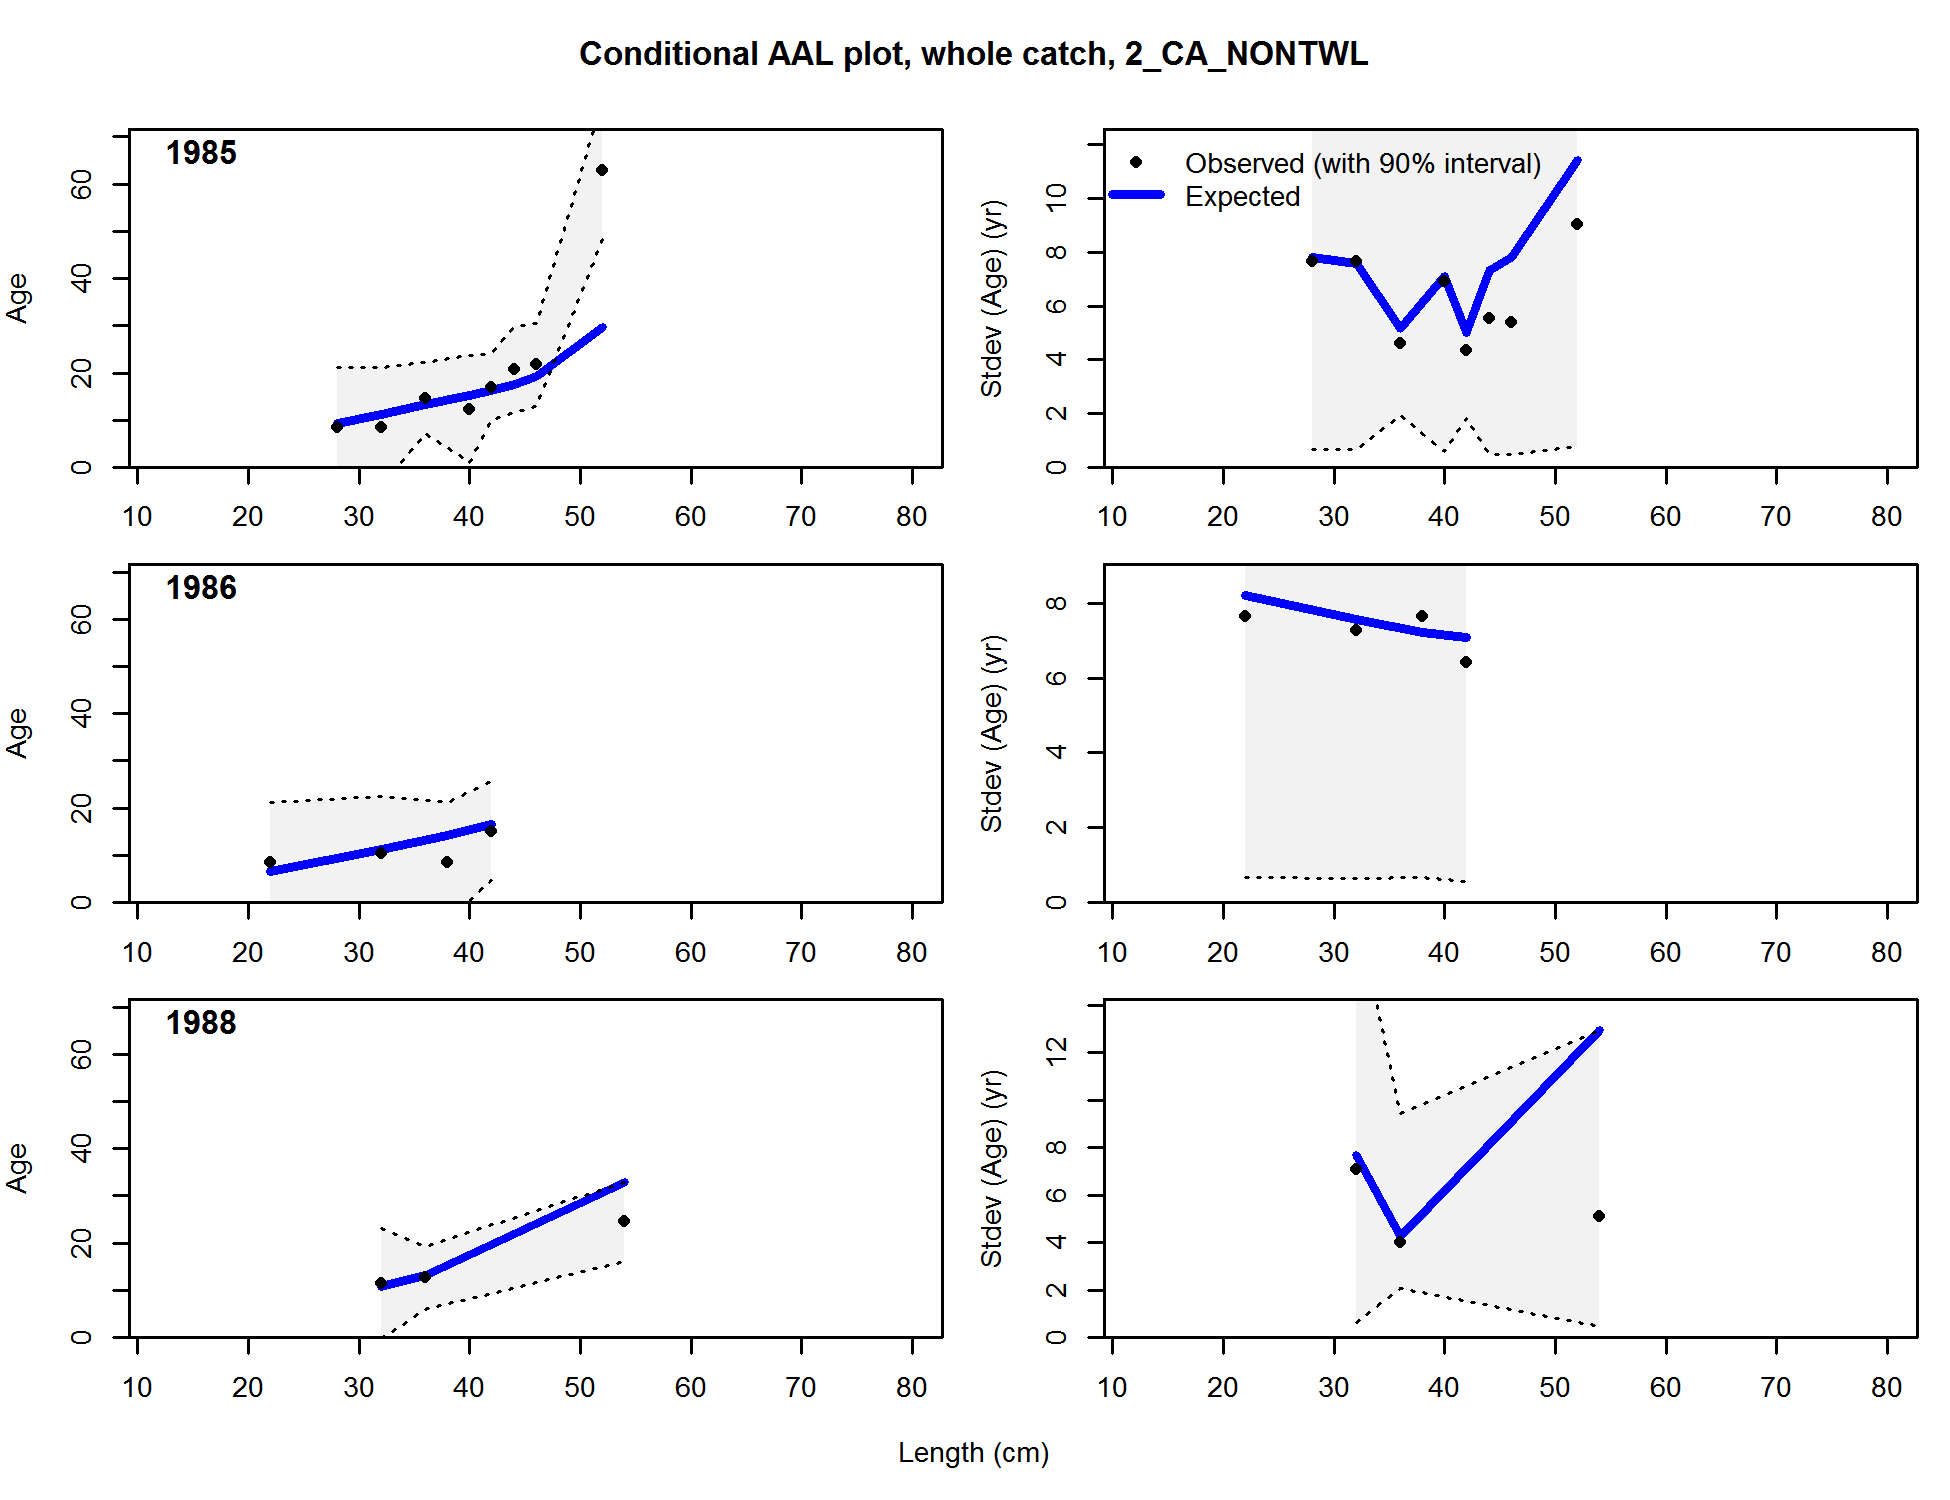 Conditional AAL plot, whole catch, 2_CA_NONTWL
1985
Age
0 20 40 60
10 20 30 40 50 60 70 80
Observed (with 90% interval)
Expected
Stdev (Age) (yr)
0 2 4 6 8 10
10 20 30 40 50 60 70 80
1986
Age
0 20 40 60
10 20 30 40 50 60 70 80
Stdev (Age) (yr)
0 2 4 6 8
10 20 30 40 50 60 70 80
1988
Age
0 20 40 60
10 20 30 40 50 60 70 80
Stdev (Age) (yr)
0 2 4 6 8 12
10 20 30 40 50 60 70 80
Length (cm)